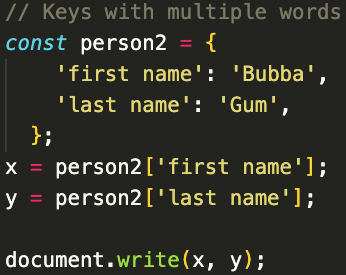 // Keys with multiple words
const person2 = {
    'first name': 'Bubba',
    'last name': 'Gum',
  };
x = person2['first name'];
y = person2['last name'];

document.write(x, y);